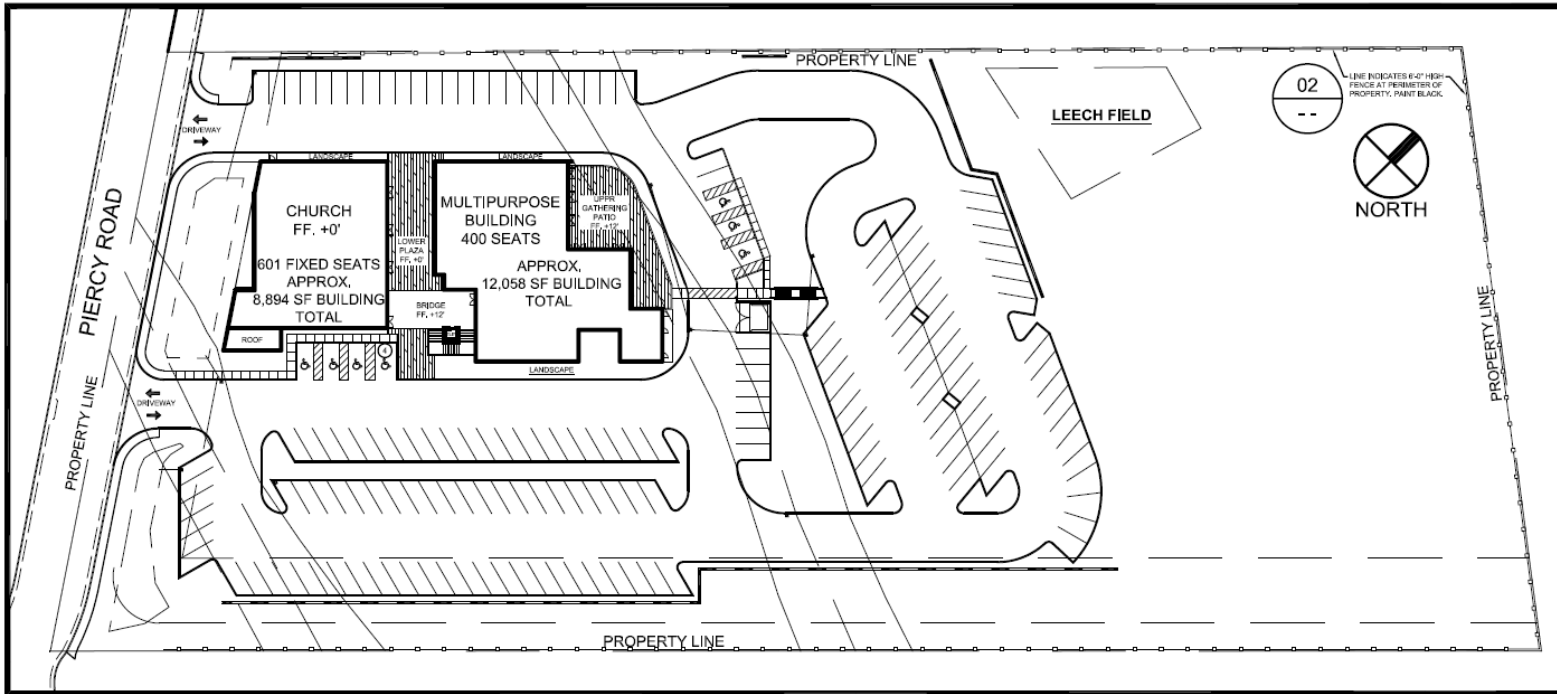 PROPERTY LINE
LINE INDICATES 6'-0" HIGH
FENCE AT PERIMETER OF
PROPERTY. PAINT BLACK.
02
--
LEECH FIELD
NORTH
DRIVEWAY
LANDSCAPE
LANDSCAPE
PIERCY ROAD
CHURCH
FF. +0'
601 FIXED SEATS
APPROX,
8,894 SF BUILDING
TOTAL
ROOF
LOWER
PLAZA
FF. +0'
BRIDGE
FF. +12'
MULTIPURPOSE
BUILDING
400 SEATS
APPROX,
12,058 SF BUILDING
TOTAL
UPPR
GATHERING
PATIO
FF. +12'
4
LANDSCAPE
DRIVEWAY
PROPERTY LINE
PROPERTY LINE
PROPERTY LINE